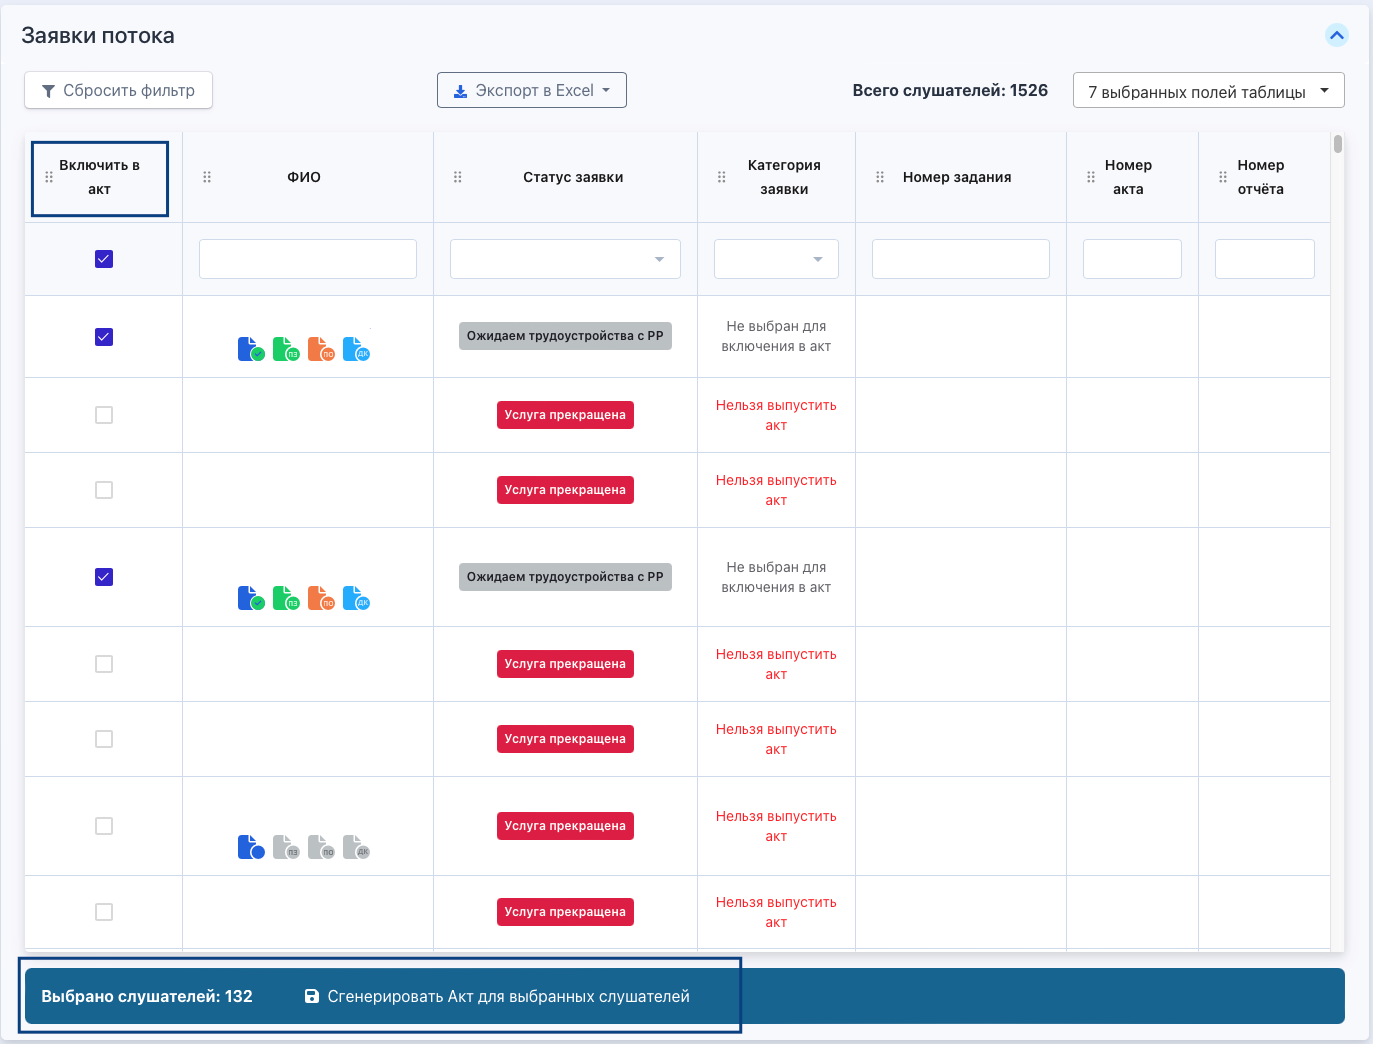 Заявки потока
Сбросить фильтр
Экспорт в Excel
Всего слушателей: 1526
7 выбранных полей таблицы
Включить в
акт
ФИО
Статус заявки
Категория
заявки
Номер задания
Номер
акта
Номер
отчёта
ПЗ
ПО
ДК
Ожидаем трудоустройства с РР
Не выбран для
включения в акт
Услуга прекращена
Нельзя выпустить
акт
Услуга прекращена
Нельзя выпустить
акт
ПЗ
ПО
ДК
Ожидаем трудоустройства с РР
Не выбран для
включения в акт
Услуга прекращена
Нельзя выпустить
акт
Услуга прекращена
Нельзя выпустить
акт
ПЗ
ПО
ДК
Услуга прекращена
Нельзя выпустить
акт
Услуга прекращена
Нельзя выпустить
акт
Выбрано слушателей: 132
Сгенерировать Акт для выбранных слушателей